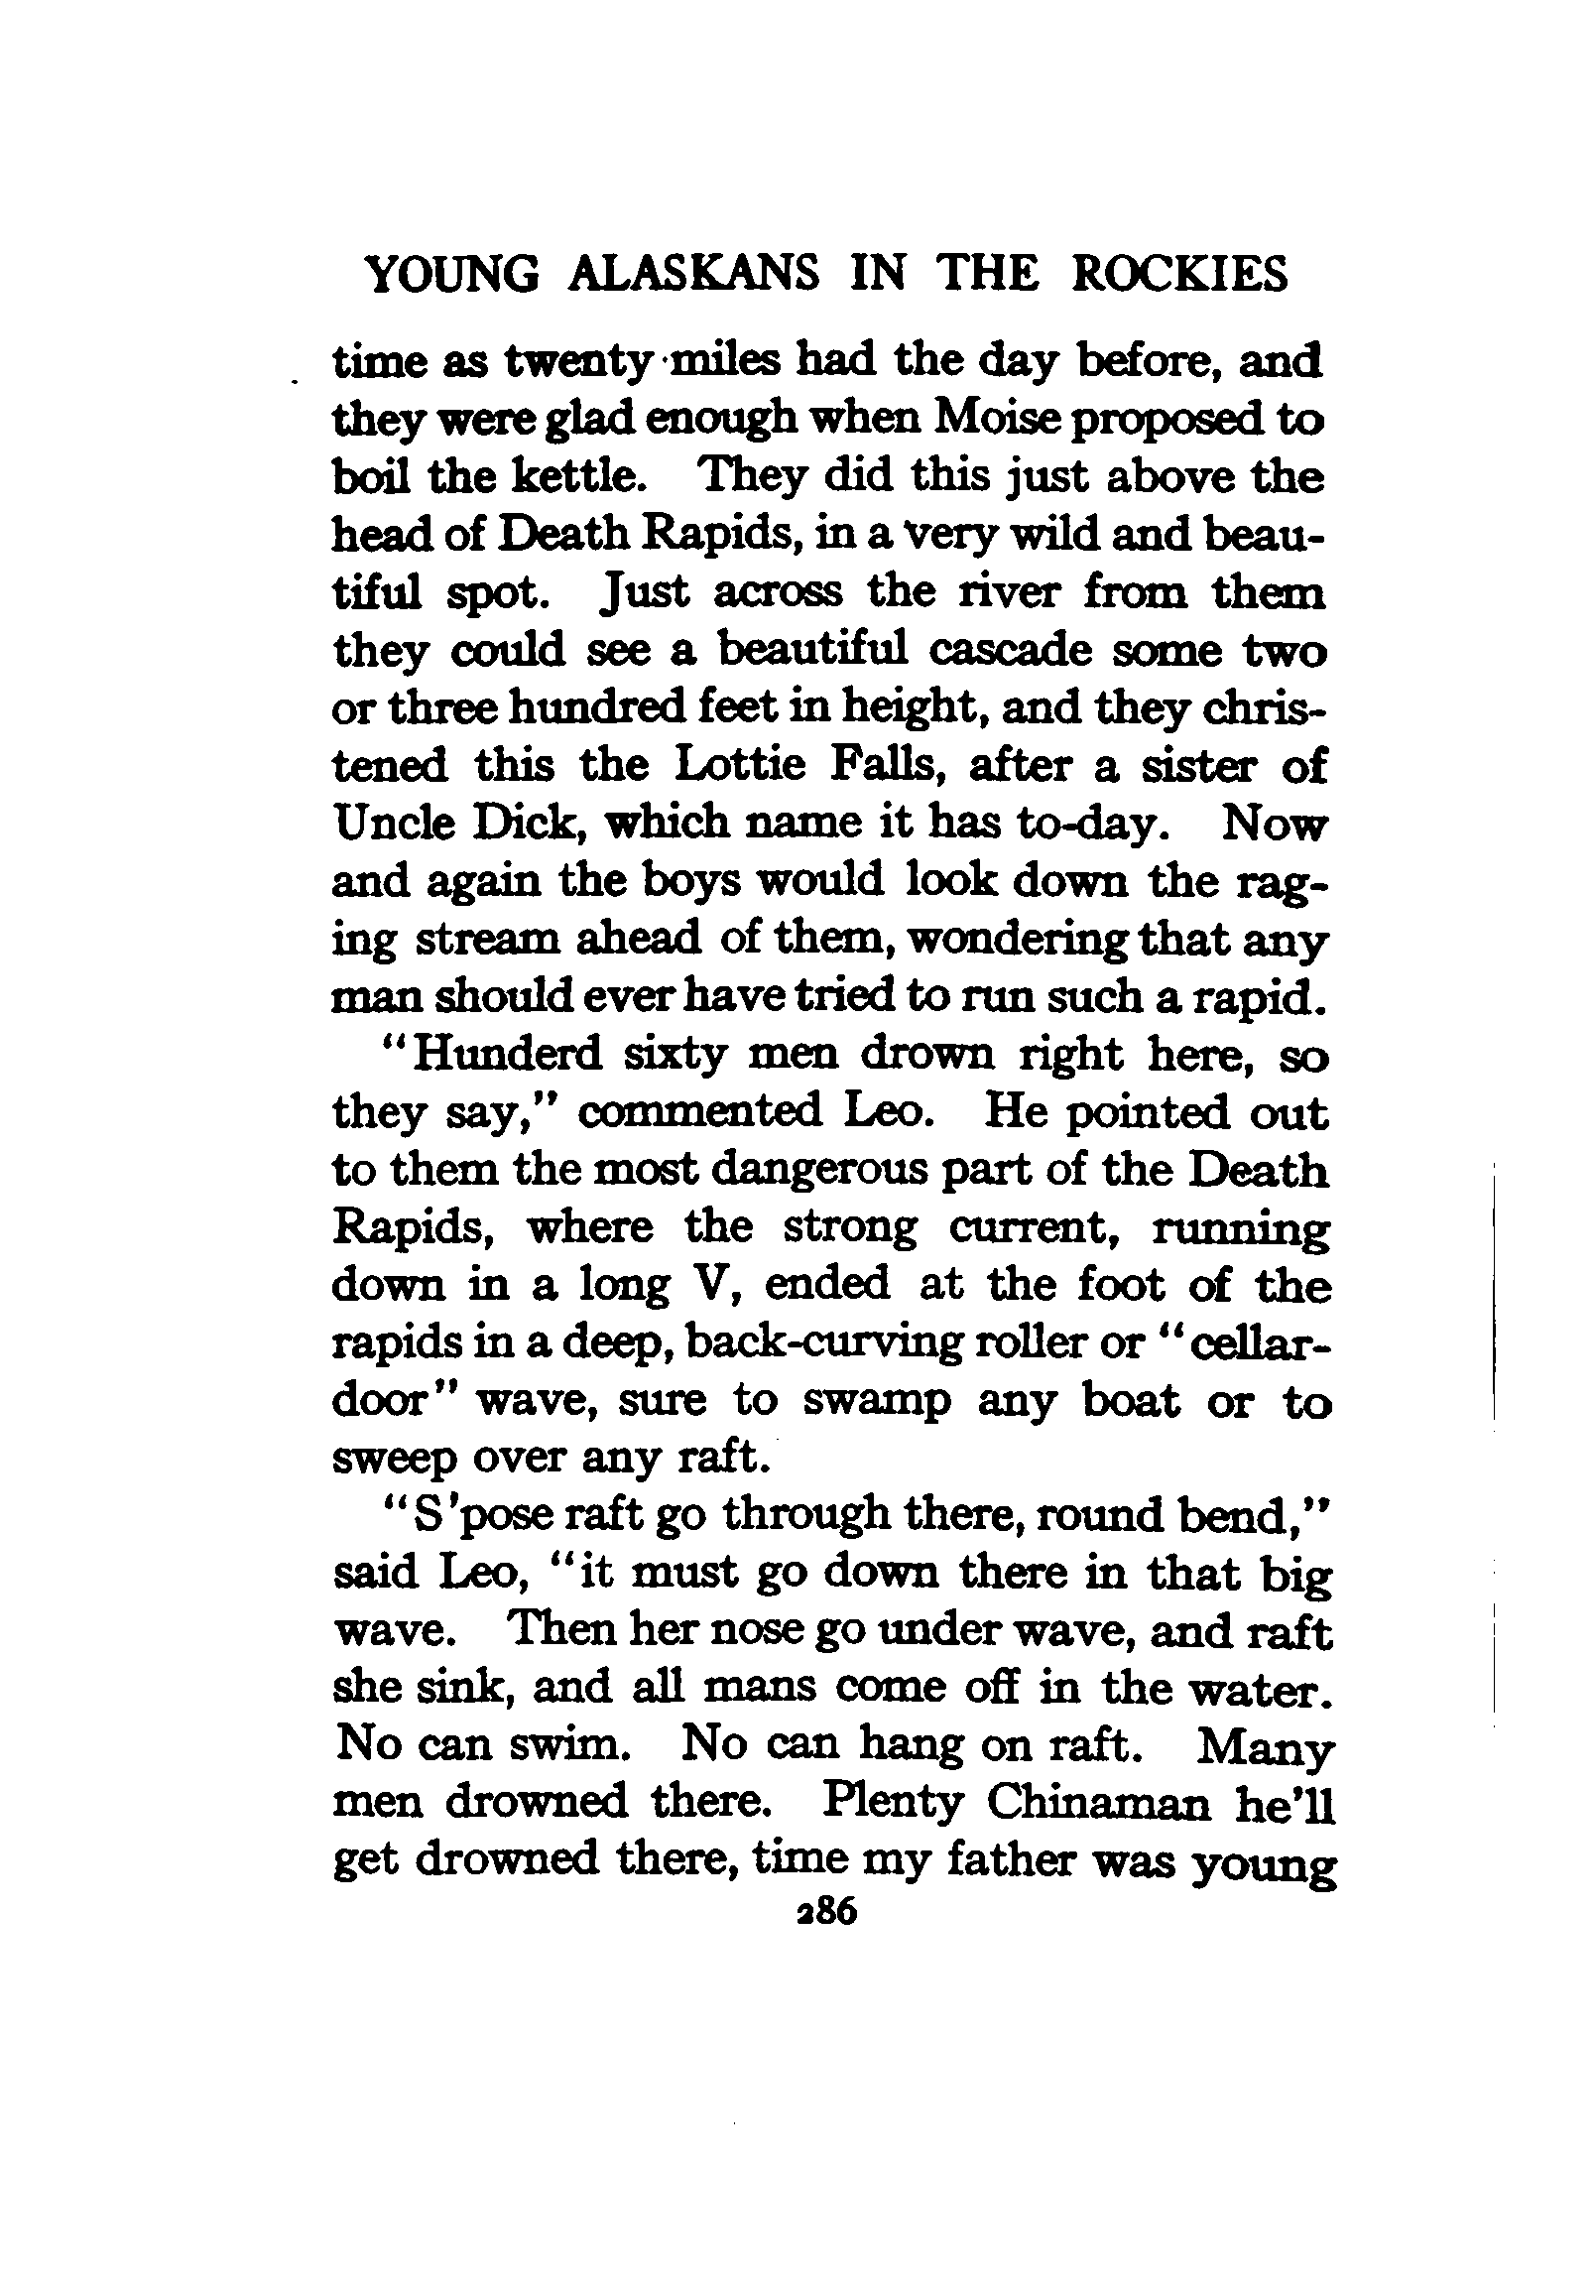 YOUNG ALASKANS IN THE ROCKIES
time as twenty miles had the day before, and
they were glad enough when Moise proposed to
boil the kettle. They did this just above the
head of Death Rapids, in a very wild and beau-
tiful spot. Just across the river from them
they could see a beautiful cascade some two
or three hundred feet in height, and they chris-
tened this the Lottie Falls, after a sister of
Uncle Dick, which name it has to-day. Now
and again the boys would look down the rag-
ing stream ahead of them, wondering that any
man should ever have tried to run such a rapid.
"Hunderd sixty men drown right here, so
they say," commented Leo. He pointed out
to them the most dangerous part of the Death
Rapids, where the strong current, running
down in a long V, ended at the foot of the
rapids in a deep, back-curving roller or "cellar-
door" wave, sure to swamp any boat or to
sweep over any raft.
"S'pose raft go through there, round bend,"
said Leo, "it must go down there in that big
wave. Then her nose go under wave, and raft
she sink, and all mans come off in the water.
No can swim. No can hang on raft. Many
men drowned there. Plenty Chinaman he'll
get drowned there, time my father was young
286